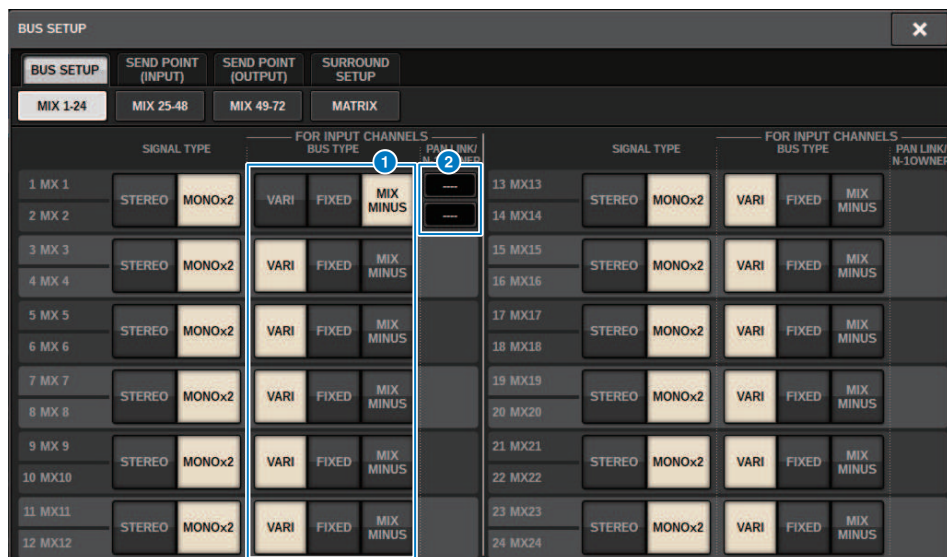 BUS SETUP
BUS SETUP
SEND POINT
(INPUT)
SEND POINT
(OUTPUT)
SURROUND
SETUP
MIX 1-24
MIX 25-48
MIX 49-72
MATRIX
SIGNAL TYPE
FOR INPUT CHANNELS
BUS TYPE
PAN LINK/
1
2
SIGNAL TYPE
FOR INPUT CHANNELS
BUS TYPE
PAN LINK/
N-1OWNER
1 MX 1
2 MX 2
STEREO MONOx2 VARI FIXED MIX MINUS ----
----
13 MX13
14 MX14
STEREO MONOx2 VARI FIXED MIX MINUS
3 MX 3
4 MX 4
STEREO MONOx2 VARI FIXED MIX MINUS
15 MX15
16 MX16
STEREO MONOx2 VARI FIXED MIX MINUS
5 MX 5
6 MX 6
STEREO MONOx2 VARI FIXED MIX MINUS
17 MX17
18 MX18
STEREO MONOx2 VARI FIXED MIX MINUS
7 MX 7
8 MX 8
STEREO MONOx2 VARI FIXED MIX MINUS
19 MX19
20 MX20
STEREO MONOx2 VARI FIXED MIX MINUS
9 MX 9
10 MX10
STEREO MONOx2 VARI FIXED MIX MINUS
21 MX21
22 MX22
STEREO MONOx2 VARI FIXED MIX MINUS
11 MX11
12 MX12
STEREO MONOx2 VARI FIXED MIX MINUS
23 MX23
24 MX24
STEREO MONOx2 VARI FIXED MIX MINUS